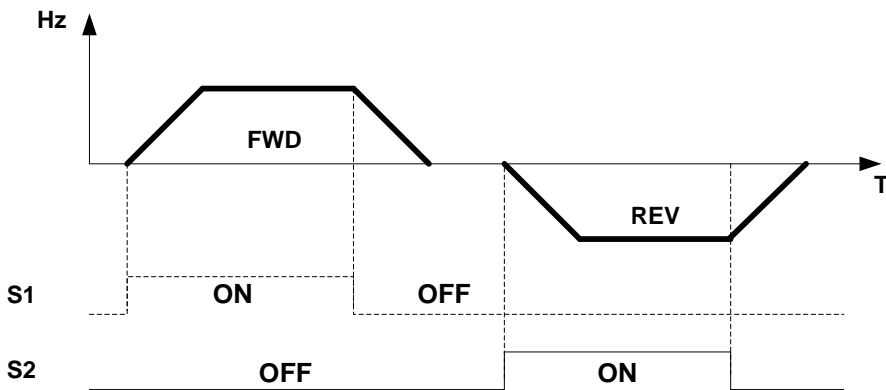 Hz
FWD
T
REV
S1 ON OFF
S2 OFF ON